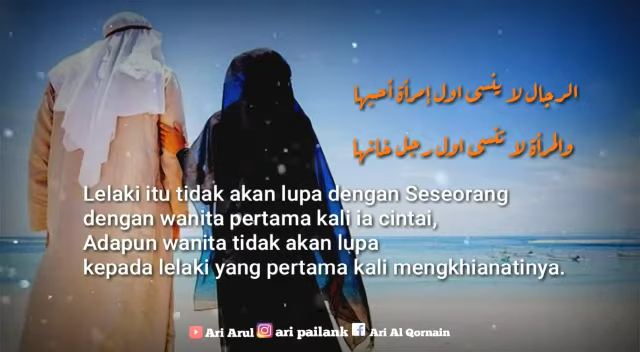 الرجال لا ينسى اول إمرأة أحبها
والمرأة لا تنسى اول رجل خانها
Lelaki itu tidak akan lupa dengan Seseorang
dengan wanita pertama kali ia cintai,
Adapun wanita tidak akan lupa
kepada lelaki yang pertama kali mengkhianatinya.
Ari Arul ari pailank Ari Al Qornain